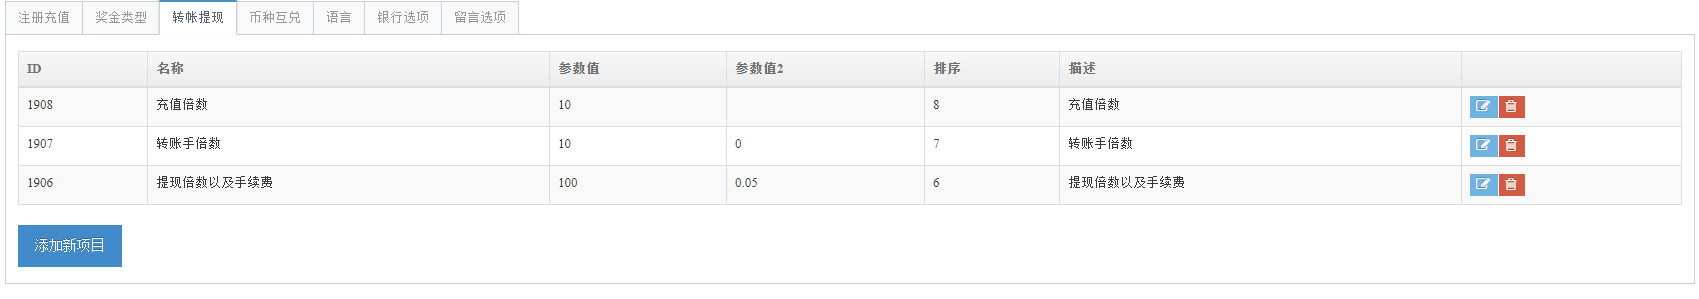 注册充值 奖金类型 转帐提现 币种互兑 语言 银行选项 留言选项
ID 名称 参数值 参数值2 排序 描述
1908 充值倍数 10 8 充值倍数
1907 转账手倍数 10 0 7 转账手倍数
1906 提现倍数以及手续费 100 0.05 6 提现倍数以及手续费
添加新项目